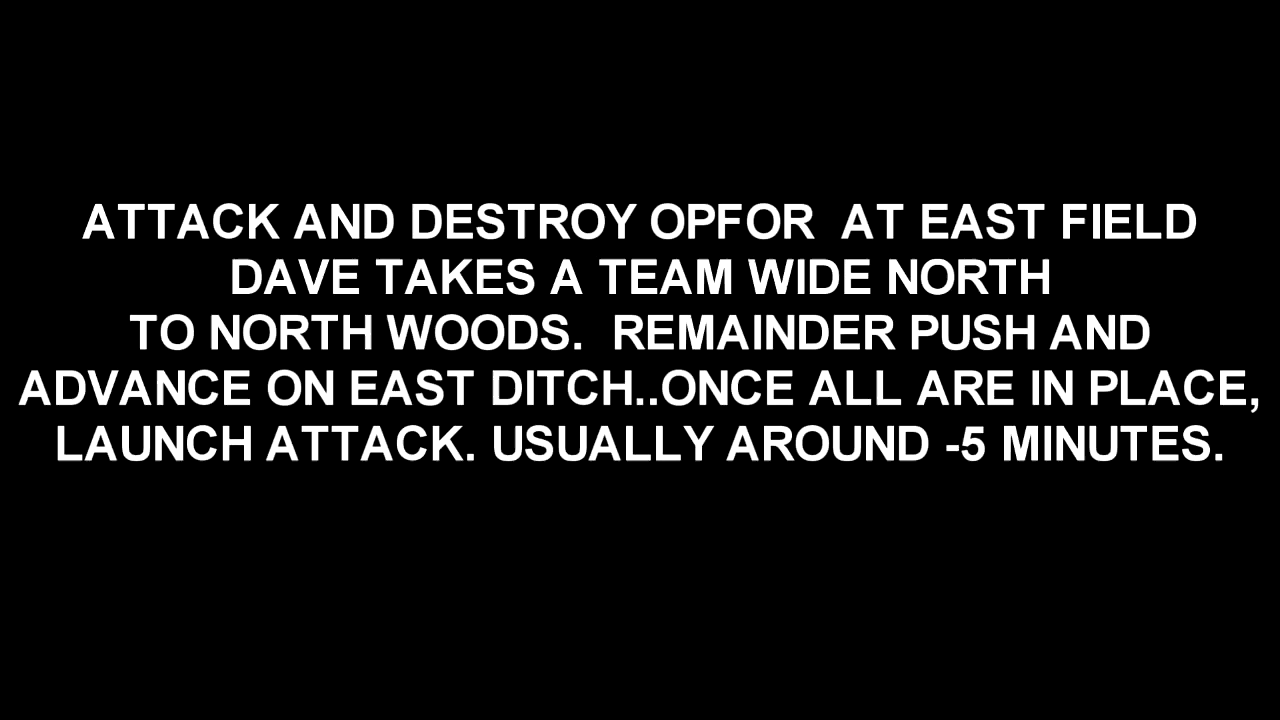 ATTACK AND DESTROY OPFOR  AT EAST FIELD
DAVE TAKES A TEAM WIDE NORTH
TO NORTH WOODS.  REMAINDER PUSH AND
ADVANCE ON EAST DITCH..ONCE ALL ARE IN PLACE,
LAUNCH ATTACK. USUALLY AROUND -5 MINUTES.